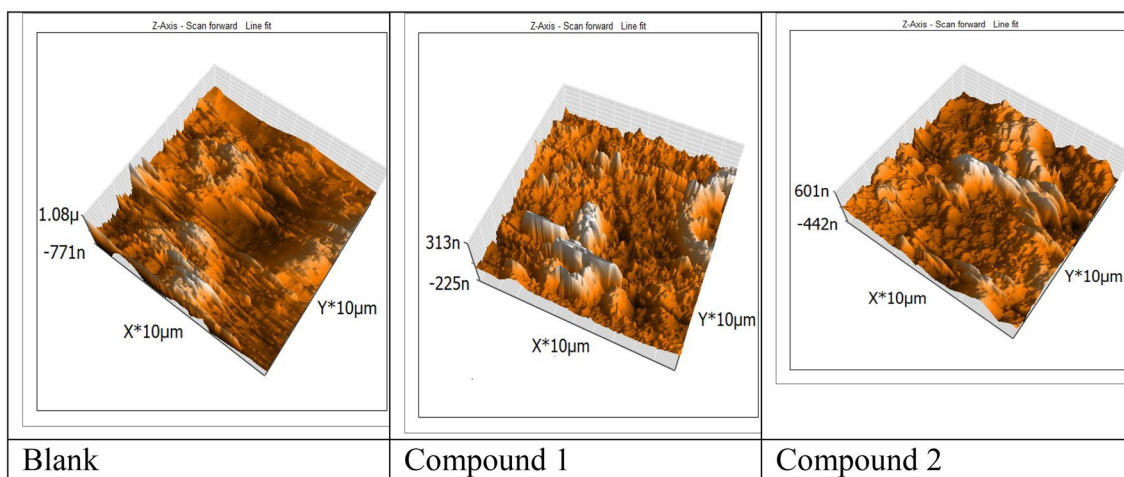 Z-Axis - Scan forward Line fit
1.08µ
-771n
X*10µm
Y*10µm
Blank
Z-Axis - Scan forward Line fit
313n
-225n
X*10µm
Y*10µm
Compound 1
Z-Axis - Scan forward Line fit
601n
-442n
X*10µm
Y*10µm
Compound 2